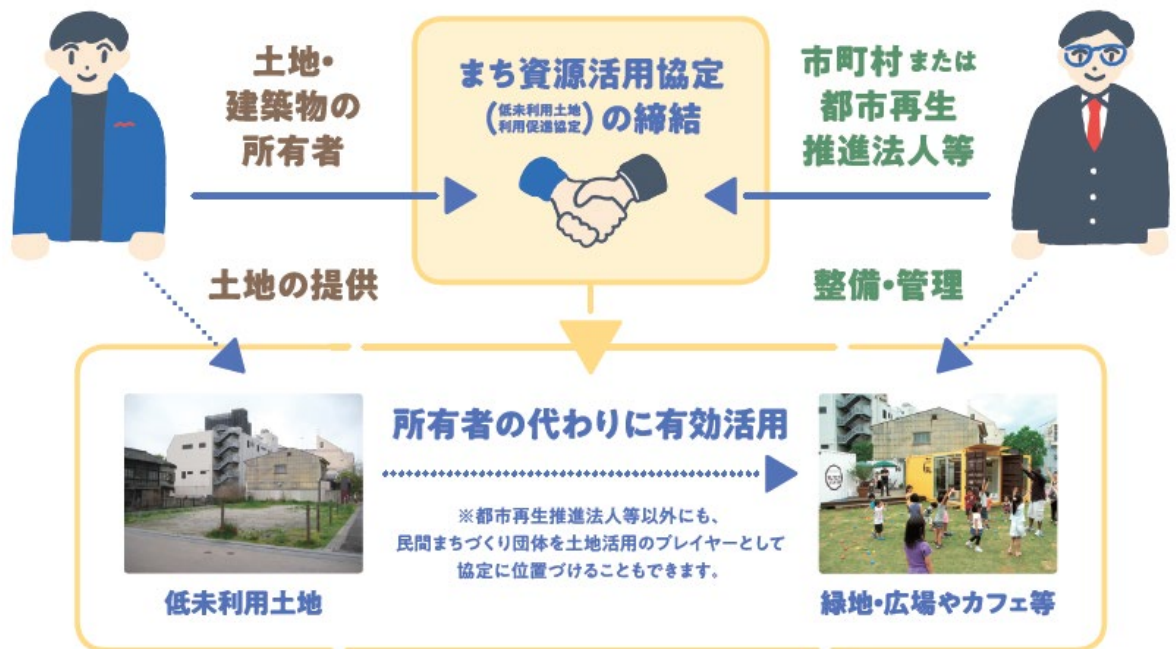 土地・
建築物の
所有者
まち資源活用協定
(低未利用土地
利用促進協定)の締結
市町村または
都市再生
推進法人等
土地の提供
整備・管理
所有者の代わりに有効活用
※都市再生推進法人等以外にも、
民間まちづくり団体を土地活用のプレイヤーとして
協定に位置づけることもできます。
低未利用土地
緑地・広場やカフェ等